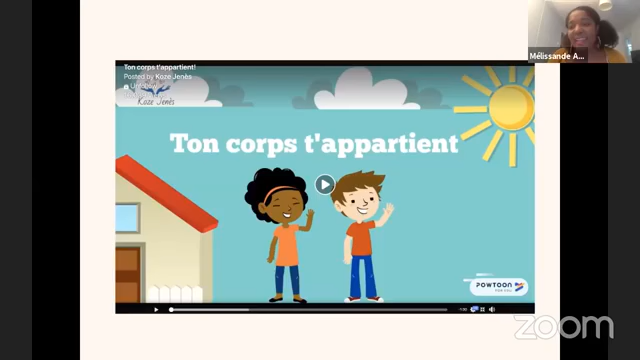 Ton corps t'appartient!
Posted by Koze Jenès
Koze Jenès
Ton corps t'appartient
POWTOON
Mélissande A...
zoom